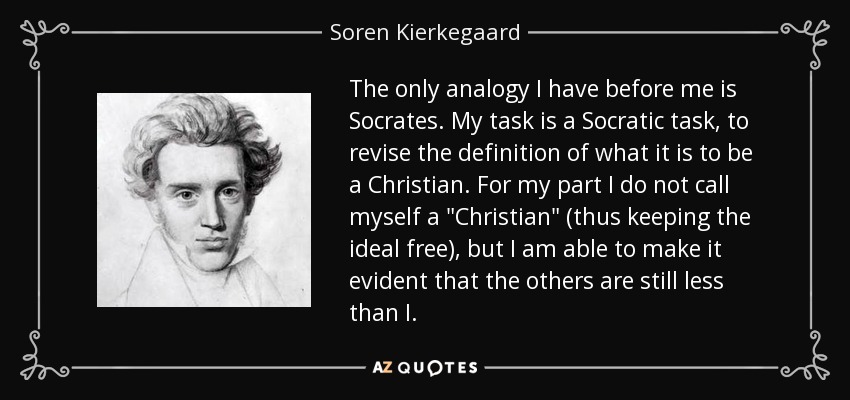 Soren Kierkegaard
The only analogy I have before me is
Socrates. My task is a Socratic task, to
revise the definition of what it is to be
a Christian. For my part I do not call
myself a "Christian" (thus keeping the
ideal free), but I am able to make it
evident that the others are still less
than I.
AZ QUOTES